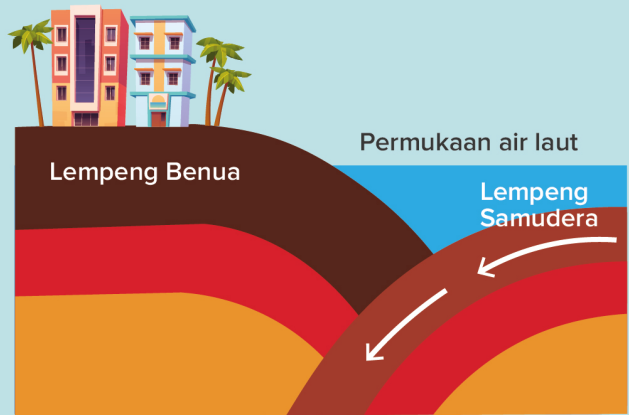 Permukaan air laut
Lempeng Benua
Lempeng
Samudera